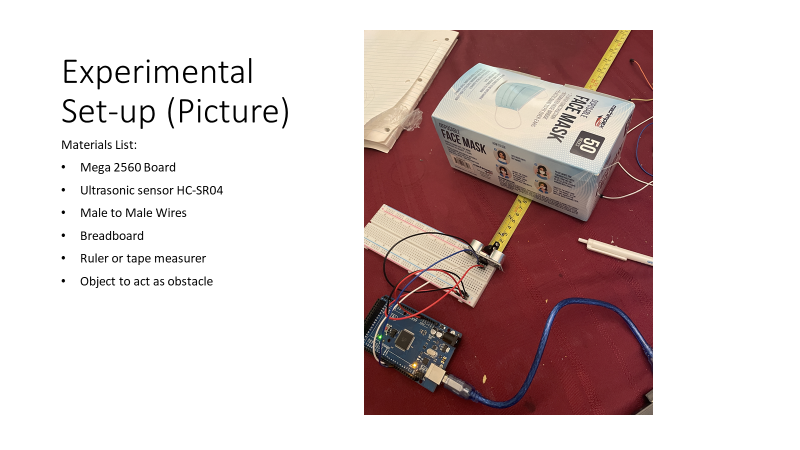 Experimental
Set-up (Picture)
Materials List:
• Mega 2560 Board
• Ultrasonic sensor HC-SR04
• Male to Male Wires
• Breadboard
• Ruler or tape measurer
• Object to act as obstacle
FACE MASK
50
FACE MASK